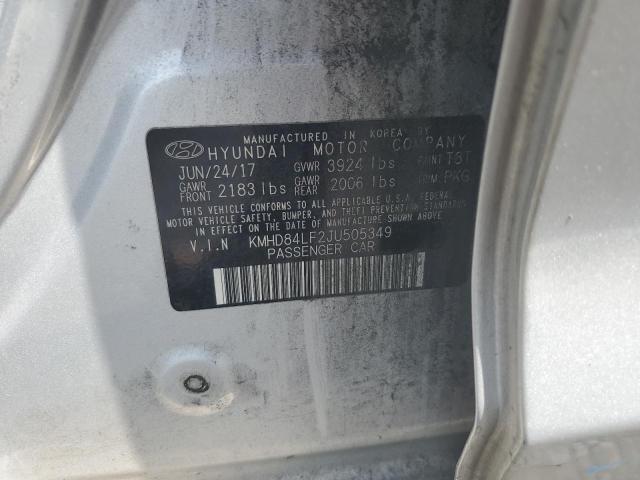 MANUFACTURED IN KOREA BY
HYUNDAI MOTOR COMPANY
JUN/24/17 GVWR 3924 lbs PAINT T8T
GAWR FRONT 2183 lbs GAWR REAR 2006 lbs TRIM PKG
THIS VEHICLE CONFORMS TO ALL APPLICABLE U.S.A. FEDERAL
MOTOR VEHICLE SAFETY, BUMPER, AND THEFT PREVENTION STANDARDS
IN EFFECT ON THE DATE OF MANUFACTURE SHOWN ABOVE.
V.I.N KMHD84LF2JU505349
PASSENGER CAR